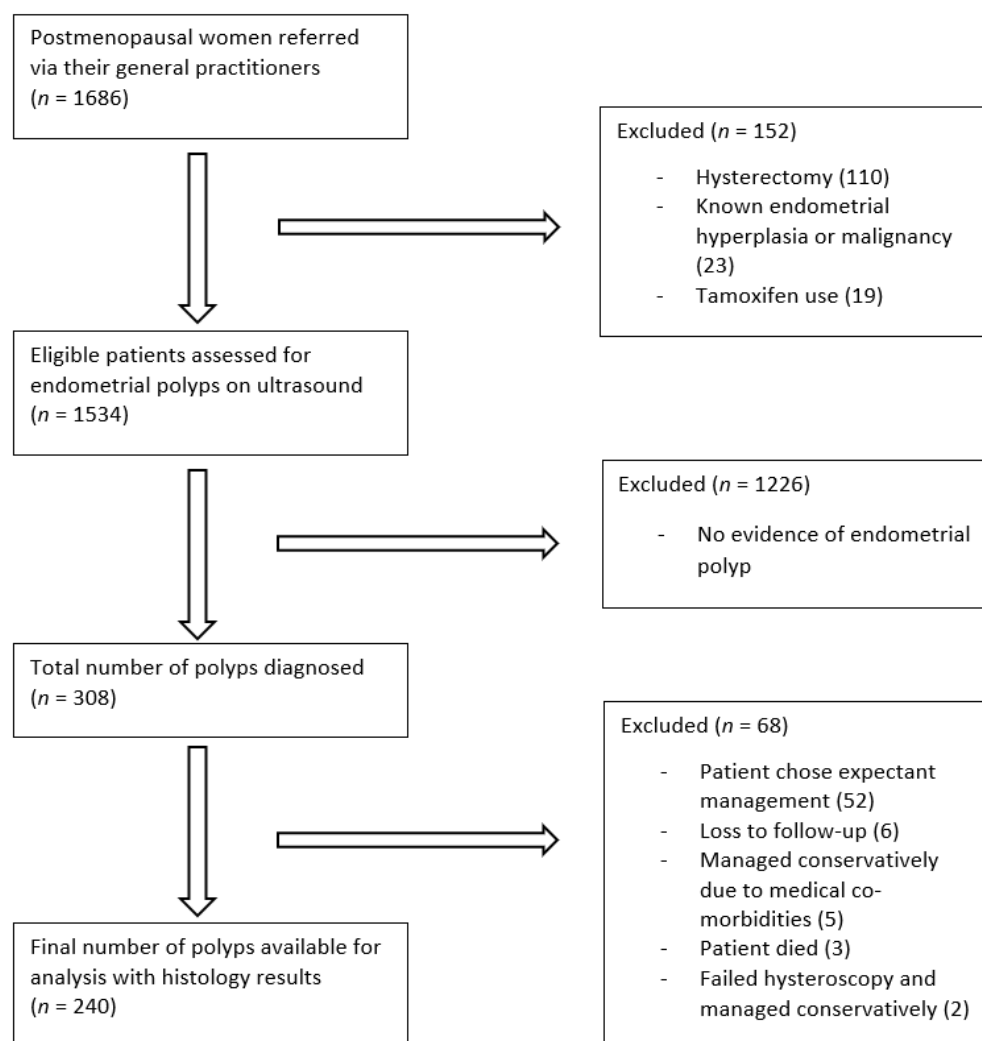 Postmenopausal women referred
via their general practitioners
(n = 1686)
Excluded (n = 152)
- Hysterectomy (110)
- Known endometrial
hyperplasia or malignancy
(23)
- Tamoxifen use (19)
Eligible patients assessed for
endometrial polyps on ultrasound
(n = 1534)
Excluded (n = 1226)
- No evidence of endometrial
polyp
Total number of polyps diagnosed
(n = 308)
Excluded (n = 68)
- Patient chose expectant
management (52)
- Loss to follow-up (6)
- Managed conservatively
due to medical co-
morbidities (5)
- Patient died (3)
- Failed hysteroscopy and
managed conservatively (2)
Final number of polyps available for
analysis with histology results
(n = 240)